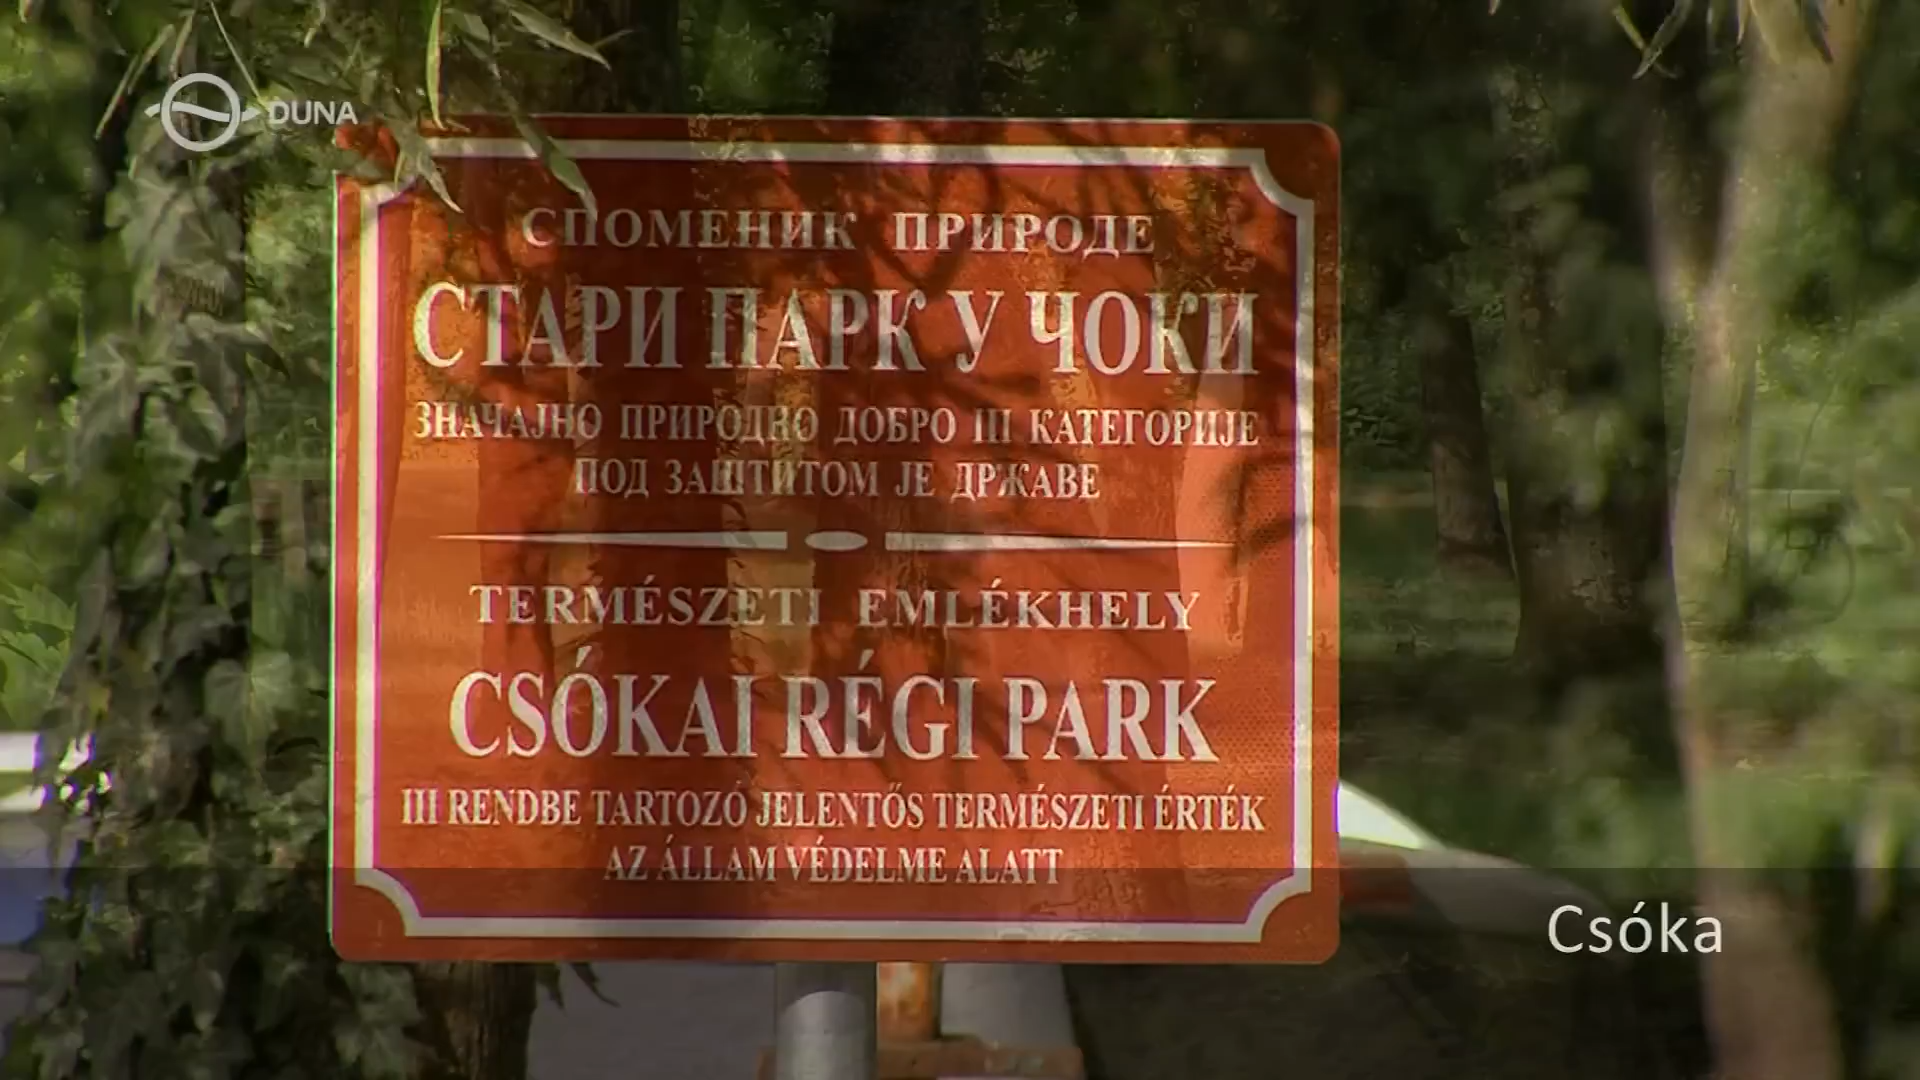 DUNA
СПОМЕНИК ПРИРОДЕ
СТАРИ ПАРК У ЧОКИ
ЗНАЧАЈНО ПРИРОДНО ДОБРО III КАТЕГОРИЈЕ
ПОД ЗАШТИТОМ ЈЕ ДРЖАВЕ
TERMÉSZETI EMLÉKHELY
CSÓKAI RÉGI PARK
III RENDBE TARTOZÓ JELENTŐS TERMÉSZETI ÉRTÉK
AZ ÁLLAM VÉDELME ALATT
Csóka